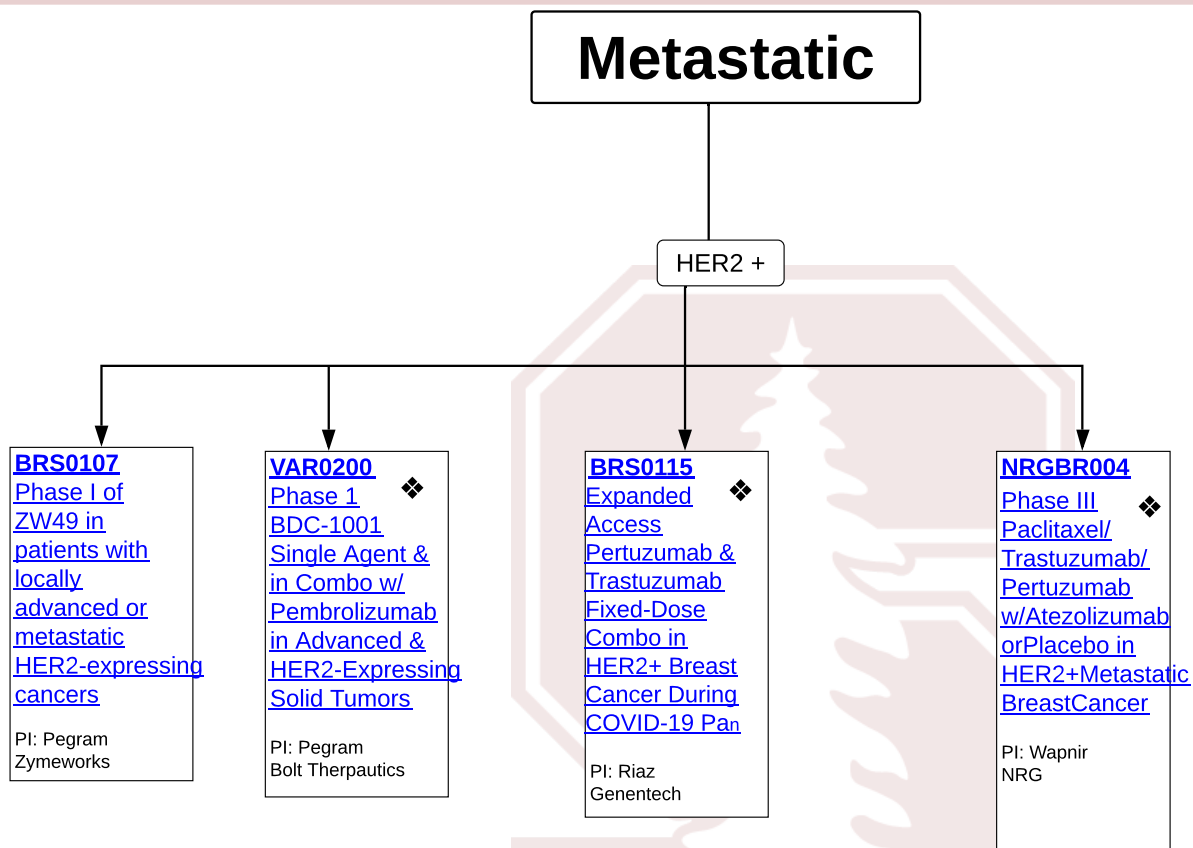 Metastatic
HER2 +
BRS0107
Phase I of
ZW49 in
patients with
locally
advanced or
metastatic
HER2-expressing
cancers
PI: Pegram
Zymeworks
VAR0200
Phase 1
BDC-1001
Single Agent &
in Combo w/
Pembrolizumab
in Advanced &
HER2-Expressing
Solid Tumors
PI: Pegram
Bolt Therpautics
BRS0115
Expanded
Access
Pertuzumab &
Trastuzumab
Fixed-Dose
Combo in
HER2+ Breast
Cancer During
COVID-19 Pan
PI: Riaz
Genentech
NRGBR004
Phase III
Paclitaxel/
Trastuzumab/
Pertuzumab
w/Atezolizumab
orPlacebo in
HER2+Metastatic
BreastCancer
PI: Wapnir
NRG